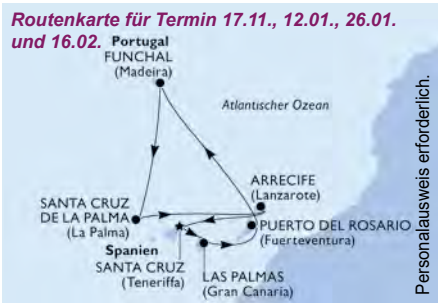 Routenkarte für Termin 17.11., 12.01., 26.01.
und 16.02.
Portugal
FUNCHAL
(Madeira)
Atlantischer Ozean
ARRECIFE
(Lanzarote)
SANTA CRUZ
DE LA PALMA
(La Palma)
PUERTO DEL ROSARIO
(Fuerteventura)
Spanien
SANTA CRUZ
(Teneriffa)
LAS PALMAS
(Gran Canaria)
Personalausweis erforderlich.